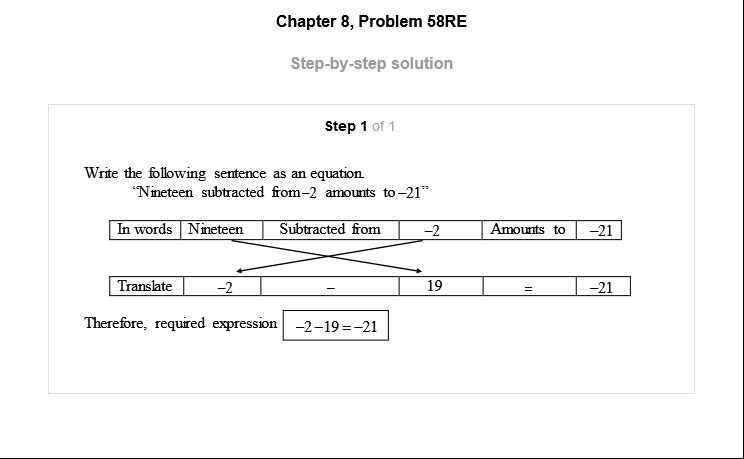 Chapter 8, Problem 58RE
Step-by-step solution
Step 1 of 1
Write the following sentence as an equation.
“Nineteen subtracted from –2 amounts to –21”
In words Nineteen Subtracted from –2 Amounts to –21
Translate –2 – 19 = –21
Therefore, required expression –2–19=–21